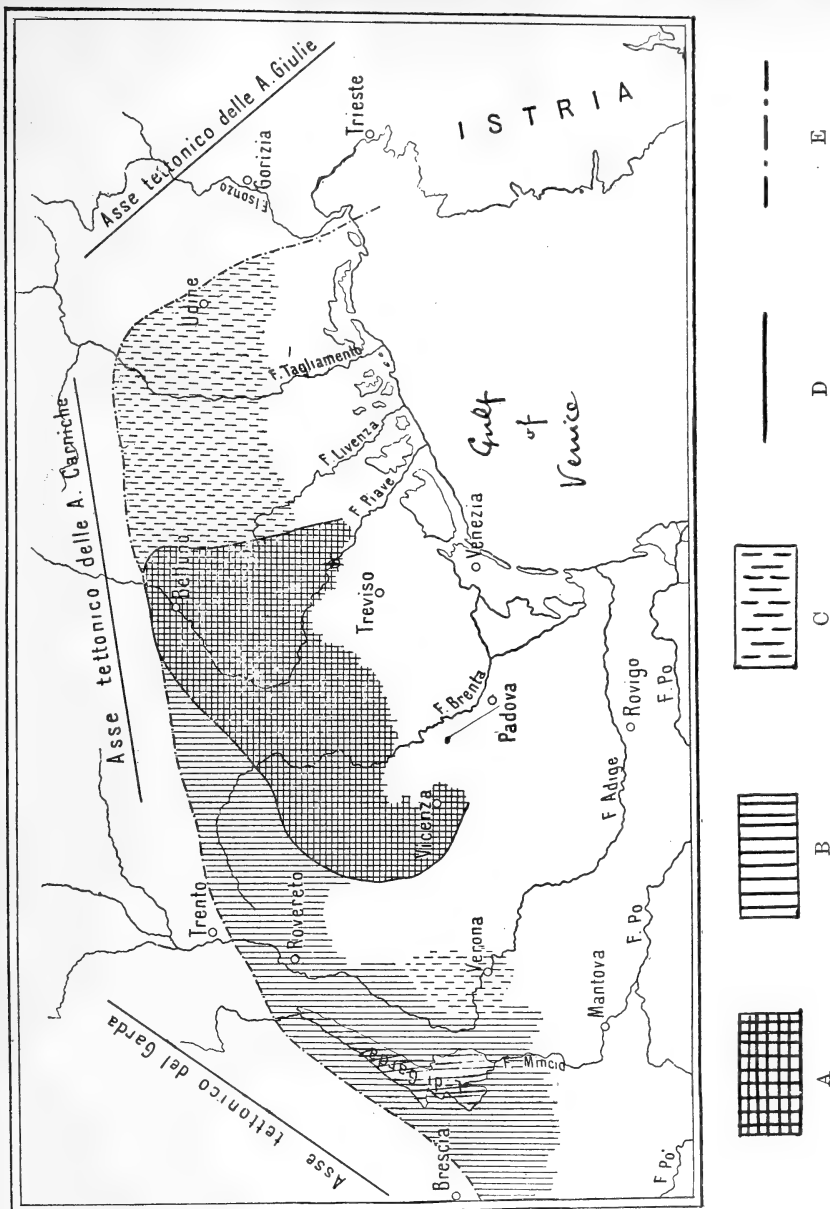 Asse tettonico del Garda
Asse tettonico delle A. Carniche
Asse tettonico delle A. Giulie
Trento
Rovereto
Belluno
Udine
F. Isonzo
Gorizia
Trieste
ISTRIA
F. Tagliamento
F. Livenza
F. Piave
Treviso
Venezia
Gulf
of
Venice
Vicenza
F. Brenta
Padova
Verona
Brescia
Garda
F. Mincio
Mantova
F. Adige
Rovigo
F. Po
F. Po
F. Po
A
B
C
D
E